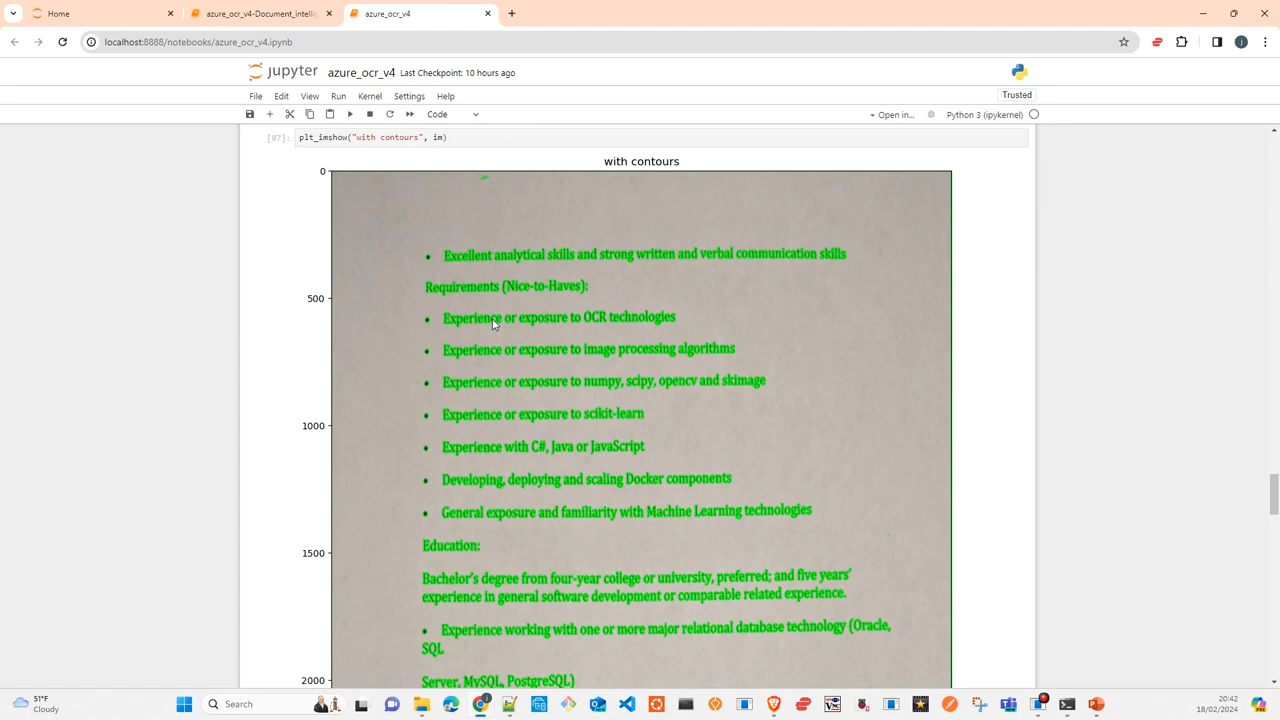 Home
azure_ocr_v4-Document_intellig
azure_ocr_v4
localhost:8888/notebooks/azure_ocr_v4.ipynb
jupyter azure_ocr_v4 Last Checkpoint: 10 hours ago
File Edit View Run Kernel Settings Help
Trusted
Code
Open in...
Python 3 (ipykernel)
[87]: plt_imshow("with contours", im)
with contours
0
• Excellent analytical skills and strong written and verbal communication skills
Requirements (Nice-to-Haves):
500
• Experience or exposure to OCR technologies
• Experience or exposure to image processing algorithms
• Experience or exposure to numpy, scipy, opencv and skimage
• Experience or exposure to scikit-learn
1000
• Experience with C#, Java or JavaScript
• Developing, deploying and scaling Docker components
• General exposure and familiarity with Machine Learning technologies
Education:
1500
Bachelor's degree from four-year college or university, preferred; and five years'
experience in general software development or comparable related experience.
• Experience working with one or more major relational database technology (Oracle,
SQL
Server, MySQL, PostgreSQL)
2000
51°F
Cloudy
Search
20:42
18/02/2024